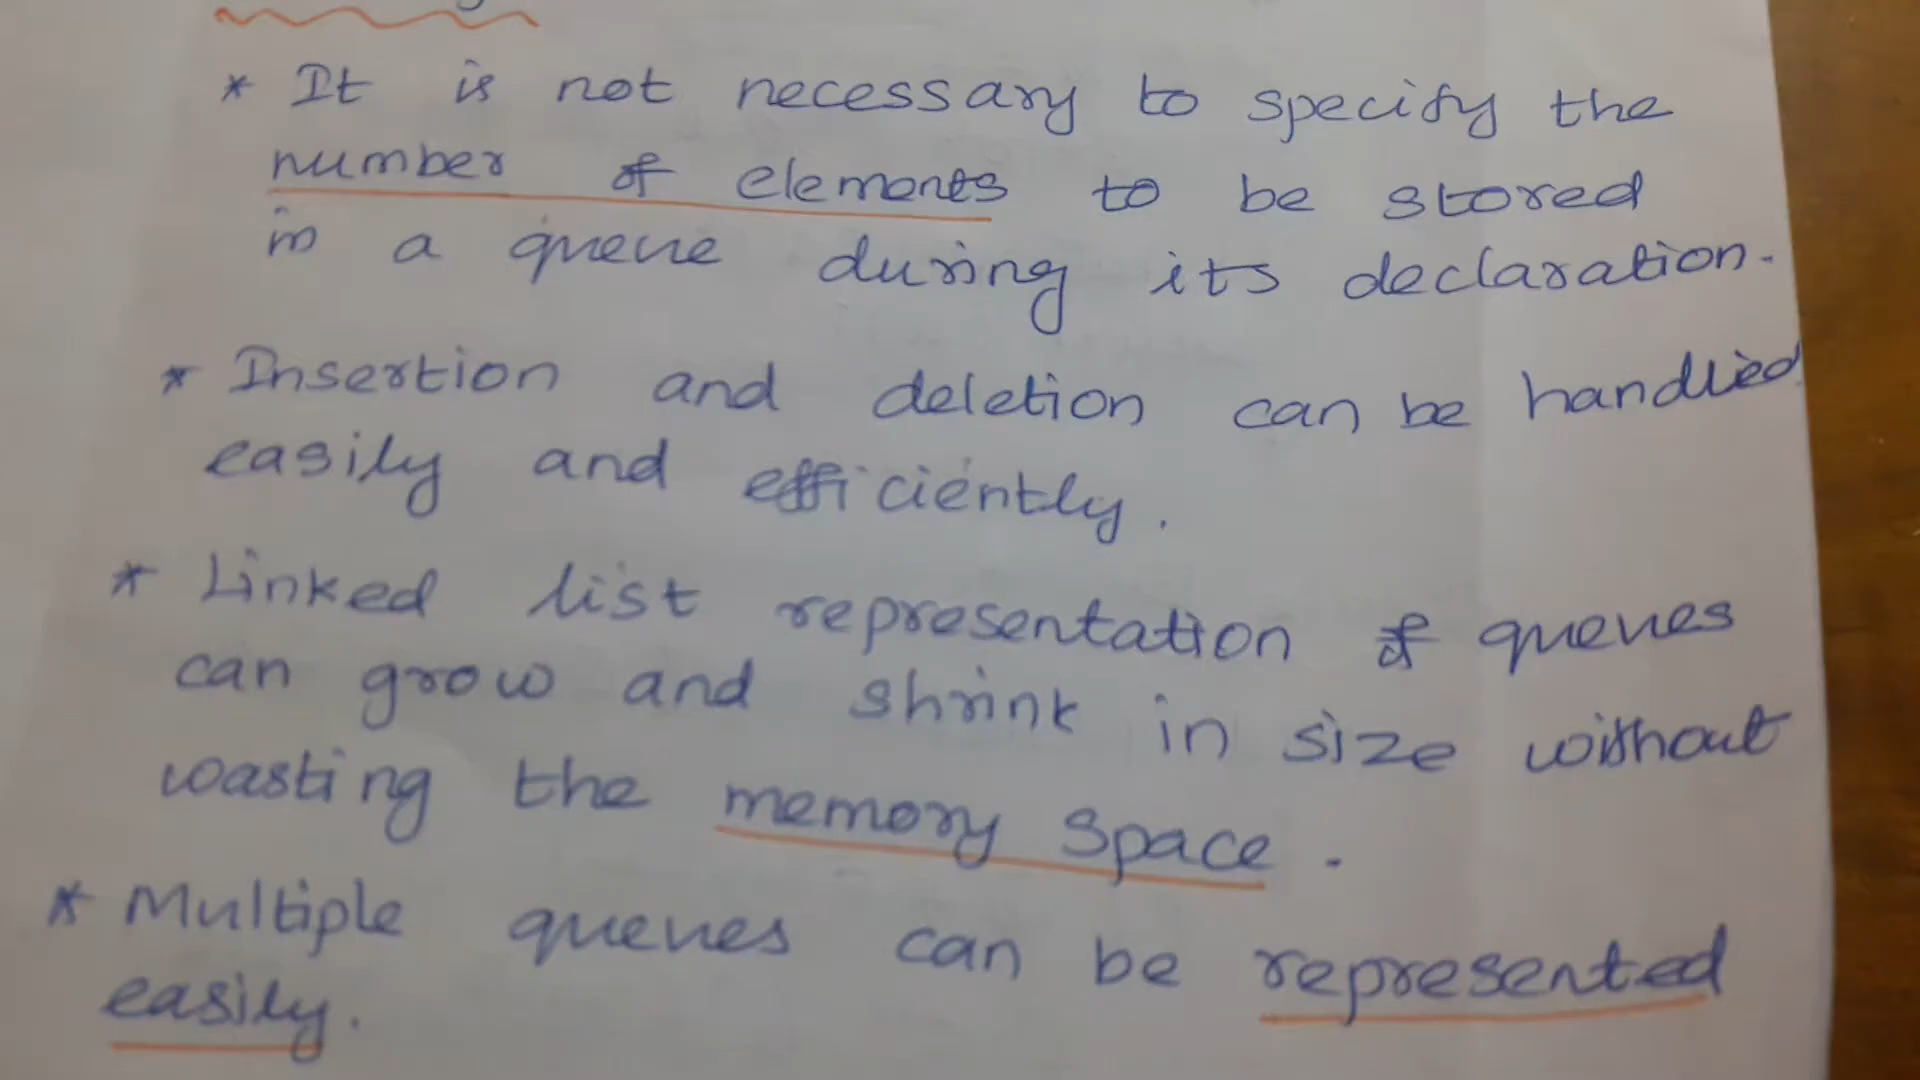 * It is not necessary to specify the
number of elements to be stored
in a queue during its declaration.
* Insertion and deletion can be handled
easily and efficiently.
* Linked list representation of queues
can grow and shrink in size without
wasting the memory space.
* Multiple queues can be represented
easily.